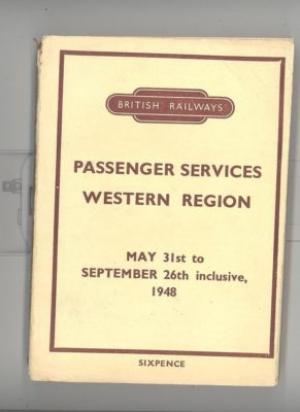 BRITISH RAILWAYS
PASSENGER SERVICES
WESTERN REGION
MAY 31st to
SEPTEMBER 26th inclusive,
1948
SIXPENCE